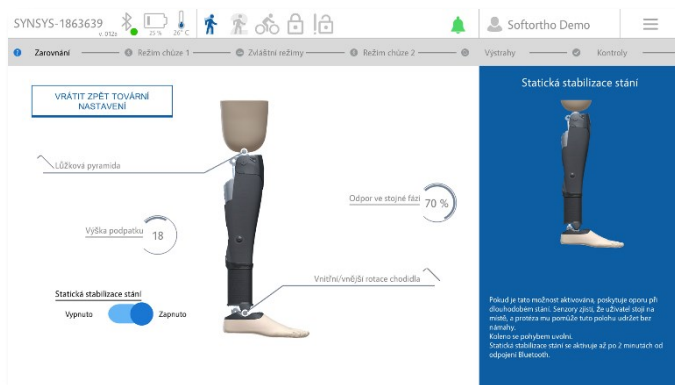 SYNSYS-1863639
v. 012z
25 %
26° C
Softortho Demo
Zarovnání
Režim chůze 1
Zvláštní režimy
Režim chůze 2
Výstrahy
Kontroly
VRÁTIT ZPĚT TOVÁRNÍ
NASTAVENÍ
Lůžková pyramida
Odpor ve stojné fázi
70 %
Výška podpatku
18
Vnitřní/vnější rotace chodidla
Statická stabilizace stání
Vypnuto
Zapnuto
Statická stabilizace stání
Pokud je tato možnost aktivována, poskytuje oporu při
dlouhodobém stání. Senzory zjistí, že uživatel stojí na
místě, a protéza mu pomůže tuto polohu udržet bez
námahy.
Koleno se pohybem uvolní.
Statická stabilizace stání se aktivuje až po 2 minutách od
odpojení Bluetooth.